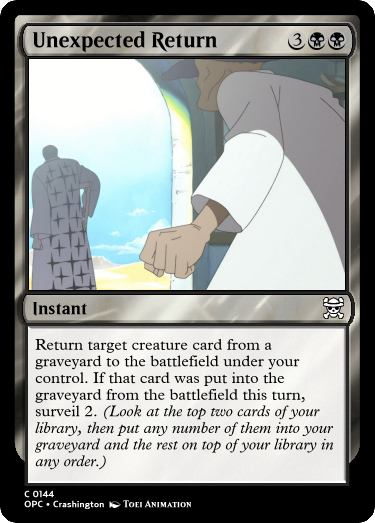 Unexpected Return 3
Instant
Return target creature card from a
graveyard to the battlefield under your
control. If that card was put into the
graveyard from the battlefield this turn,
surveil 2. (Look at the top two cards of your
library, then put any number of them into your
graveyard and the rest on top of your library in
any order.)
C 0144
OPC • Crashington TOEI ANIMATION